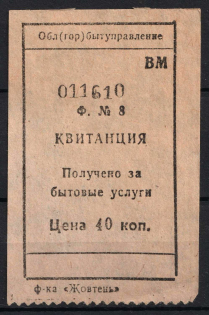 Обл(гор)бытуправление
ВМ
011610
Ф. № 8
КВИТАНЦИЯ
Получено за
бытовые услуги
Цена 40 коп.
ф-ка «Жовтень»